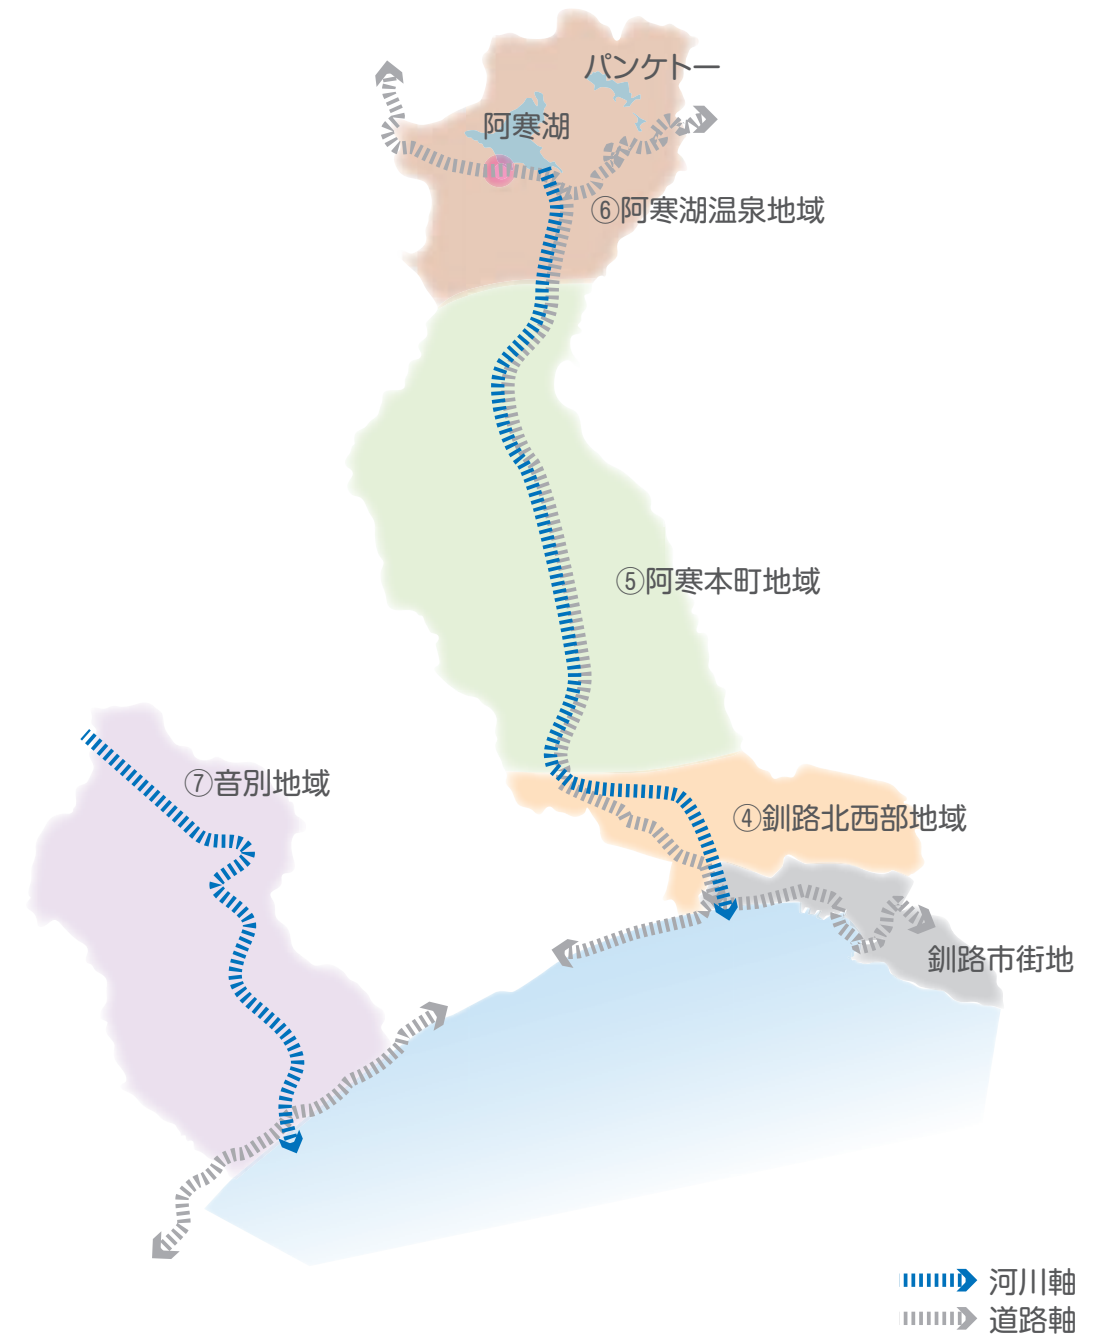 パンケトー
阿寒湖
⑥阿寒湖温泉地域
⑤阿寒本町地域
⑦音別地域
④釧路北西部地域
釧路市街地
河川軸
道路軸